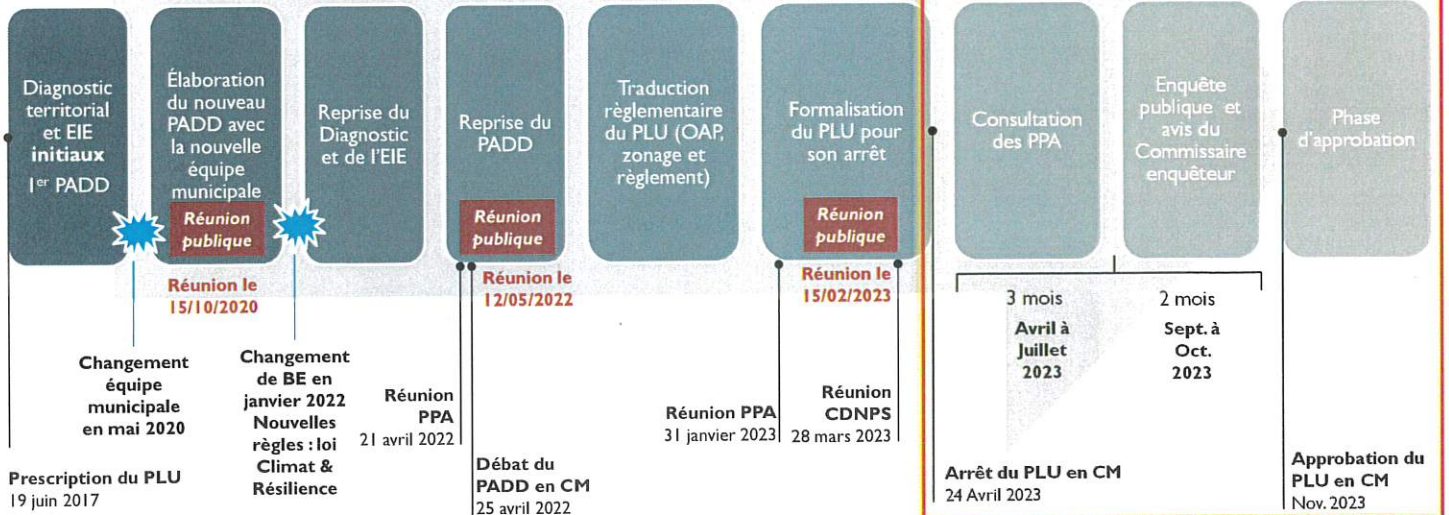 Diagnostic
territorial
et EIE
initiaux
1er PADD
Élaboration
du nouveau
PADD avec
la nouvelle
équipe
municipale
Réunion
publique
Réunion le
15/10/2020
Reprise du
Diagnostic
et de l'EIE
Reprise du
PADD
Réunion
publique
Réunion le
12/05/2022
Traduction
règlementaire
du PLU (OAP,
zonage et
règlement)
Formalisation
du PLU pour
son arrêt
Réunion
publique
Réunion le
15/02/2023
Consultation
des PPA
Enquête
publique et
avis du
Commissaire
enquêteur
Phase
d'approbation
3 mois
Avril à
Juillet
2023
2 mois
Sept. à
Oct.
2023
Changement
équipe
municipale
en mai 2020
Changement
de BE en
janvier 2022
Nouvelles
règles : loi
Climat &
Résilience
Réunion
PPA
21 avril 2022
Réunion PPA
31 janvier 2023
Réunion
CDNPS
28 mars 2023
Prescription du PLU
19 juin 2017
Débat du
PADD en CM
25 avril 2022
Arrêt du PLU en CM
24 Avril 2023
Approbation du
PLU en CM
Nov. 2023